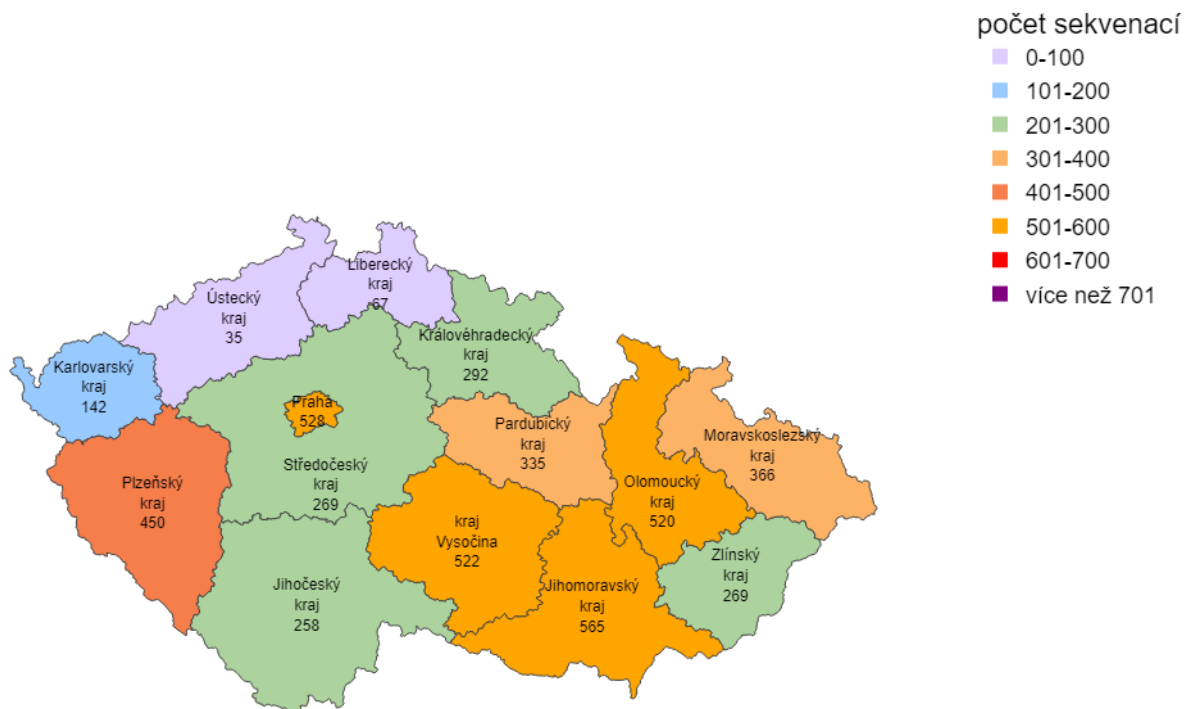 počet sekvenací
0-100
101-200
201-300
301-400
401-500
501-600
601-700
více než 701
Liberecký
kraj
67
Ústecký
kraj
35
Královéhradecký
kraj
292
Karlovarský
kraj
142
Praha
528
Pardubický
kraj
335
Moravskoslezský
kraj
366
Středočeský
kraj
269
Plzeňský
kraj
450
Olomoucký
kraj
520
kraj
Vysočina
522
Zlínský
kraj
269
Jihočeský
kraj
258
Jihomoravský
kraj
565